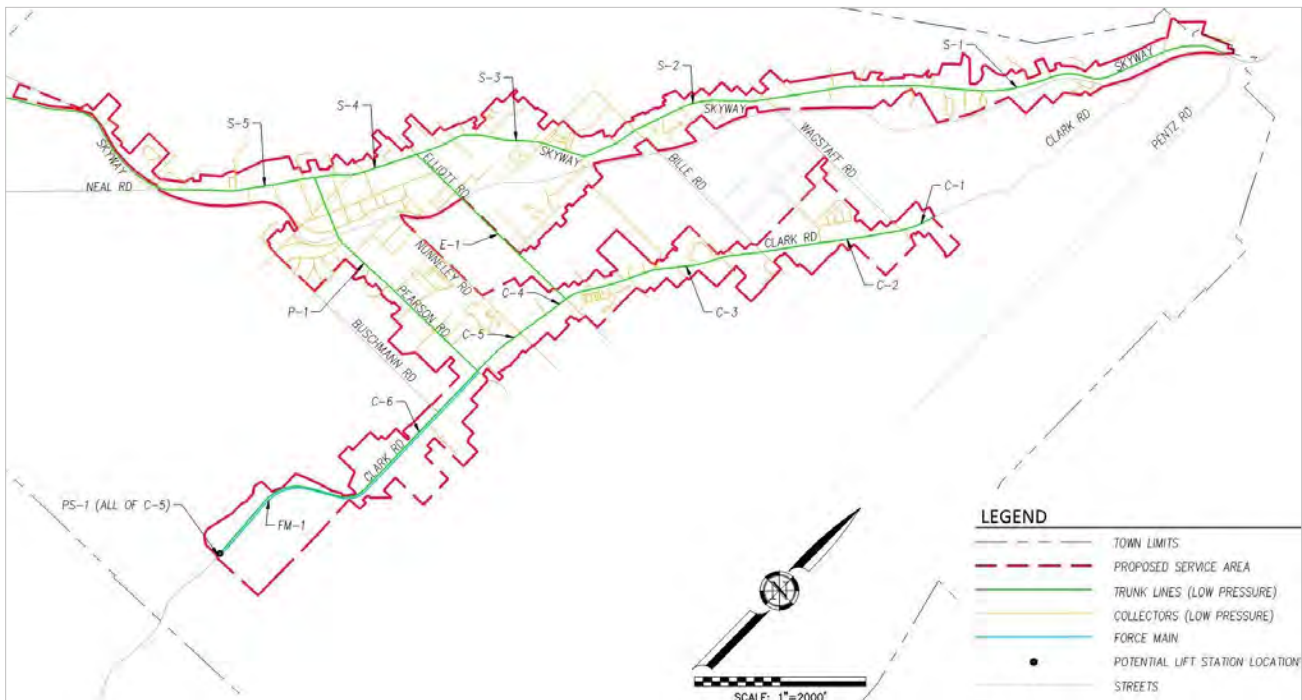 S-1
SKYWAY
S-2
S-3
SKYWAY
S-4
CLARK RD
PENTZ RD
S-5
SKYWAY
WAGSTAFF RD
SKYWAY
ELLIOTT RD
BILLE RD
NEAL RD
C-1
E-1
CLARK RD
NUNNELEY RD
C-2
P-1
C-4
C-3
PEARSON RD
C-5
BUSCHMANN RD
C-6
CLARK RD
PS-1 (ALL OF C-5)
FM-1
N
SCALE: 1"=2000'
LEGEND
TOWN LIMITS
PROPOSED SERVICE AREA
TRUNK LINES (LOW PRESSURE)
COLLECTORS (LOW PRESSURE)
FORCE MAIN
POTENTIAL LIFT STATION LOCATION
STREETS